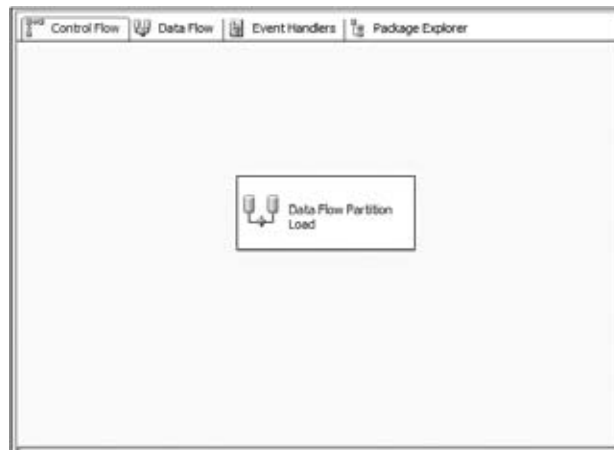 Control Flow Data Flow Event Handlers Package Explorer
Data Flow Partition
Load